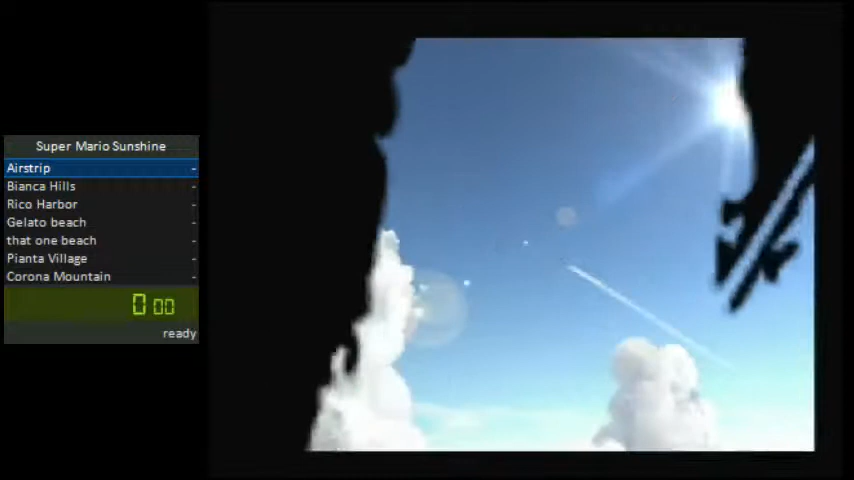 Super Mario Sunshine
Airstrip -
Bianca Hills -
Rico Harbor -
Gelato beach -
that one beach -
Pianta Village -
Corona Mountain -
0 00
ready